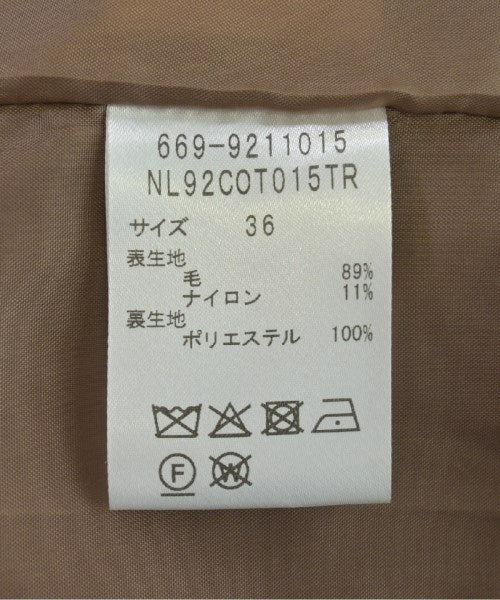 669-9211015
NL92COT015TR
サイズ 36
表生地
毛 89%
ナイロン 11%
裏生地
ポリエステル 100%
F W